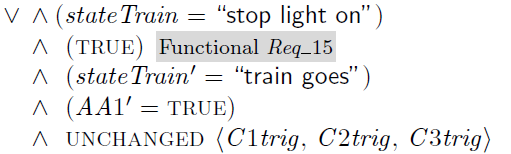 ∨ ∧ (stateTrain = “stop light on”)
∧ (TRUE) Functional Req_15
∧ (stateTrain′ = “train goes”)
∧ (AA1′ = TRUE)
∧ UNCHANGED ⟨C1trig, C2trig, C3trig⟩